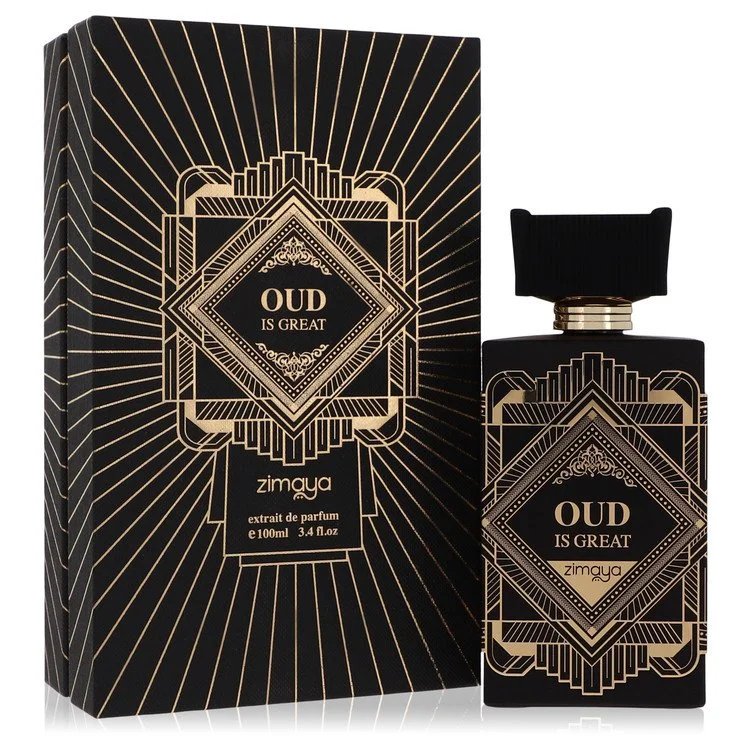 OUD
IS GREAT
zimaya
extrait de parfum
e100ml 3.4 fl.oz
OUD
IS GREAT
zimaya